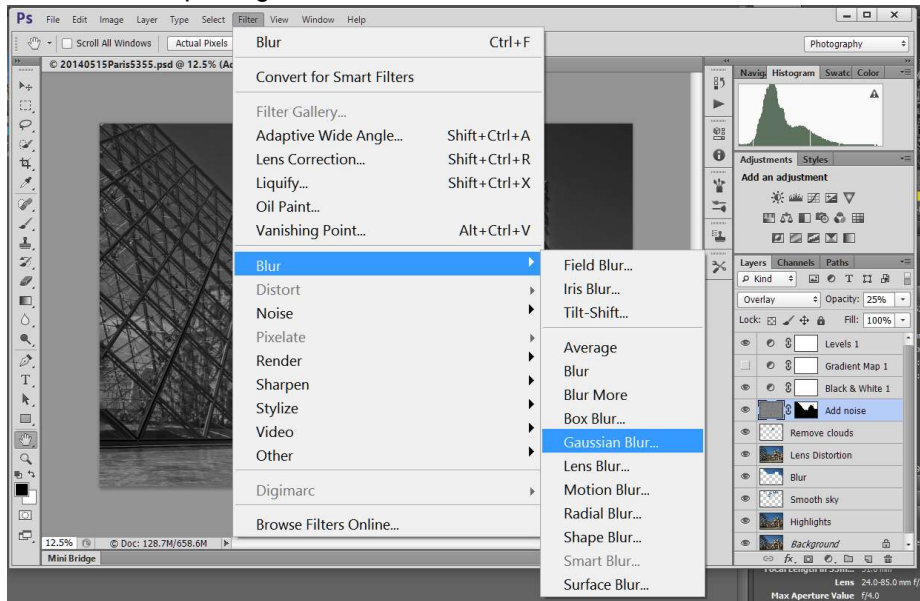 Ps File Edit Image Layer Type Select Filter View Window Help
Scroll All Windows Actual Pixels Photography
© 20140515Paris5355.psd @ 12.5%
Blur Ctrl+F
Convert for Smart Filters
Filter Gallery...
Adaptive Wide Angle... Shift+Ctrl+A
Lens Correction... Shift+Ctrl+R
Liquify... Shift+Ctrl+X
Oil Paint...
Vanishing Point... Alt+Ctrl+V
Blur
Distort
Noise
Pixelate
Render
Sharpen
Stylize
Video
Other
Digimarc
Browse Filters Online...
Field Blur...
Iris Blur...
Tilt-Shift...
Average
Blur
Blur More
Box Blur...
Gaussian Blur...
Lens Blur...
Motion Blur...
Radial Blur...
Shape Blur...
Smart Blur...
Surface Blur...
Navig Histogram Swatc Color
Adjustments Styles
Add an adjustment
Layers Channels Paths
Kind
Overlay Opacity: 25%
Lock: Fill: 100%
Levels 1
Gradient Map 1
Black & White 1
Add noise
Remove clouds
Lens Distortion
Blur
Smooth sky
Highlights
Background
fx
12.5% © Doc: 128.7M/658.6M
Mini Bridge
Lens 24.0-85.0 mm f/
Max Aperture Value f/4.0